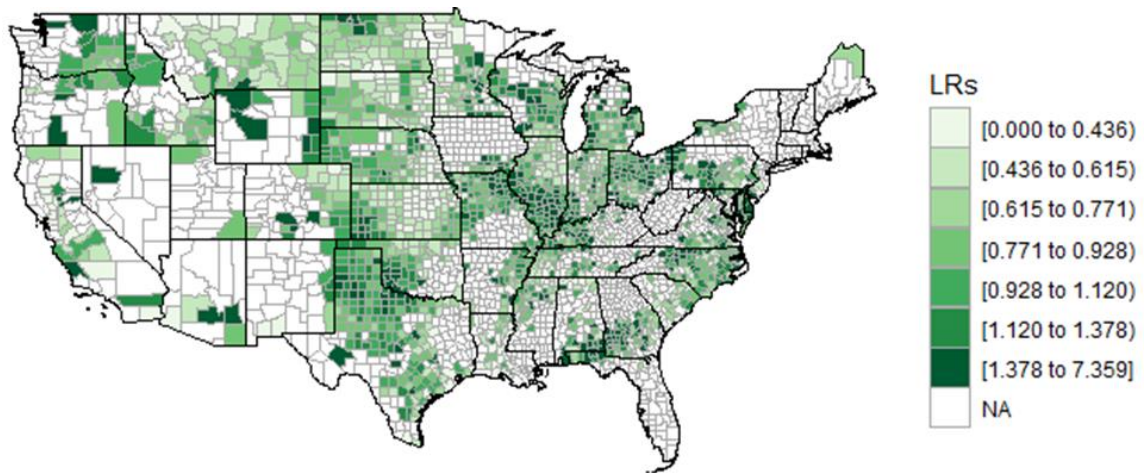 LRs
[0.000 to 0.436)
[0.436 to 0.615)
[0.615 to 0.771)
[0.771 to 0.928)
[0.928 to 1.120)
[1.120 to 1.378)
[1.378 to 7.359]
NA